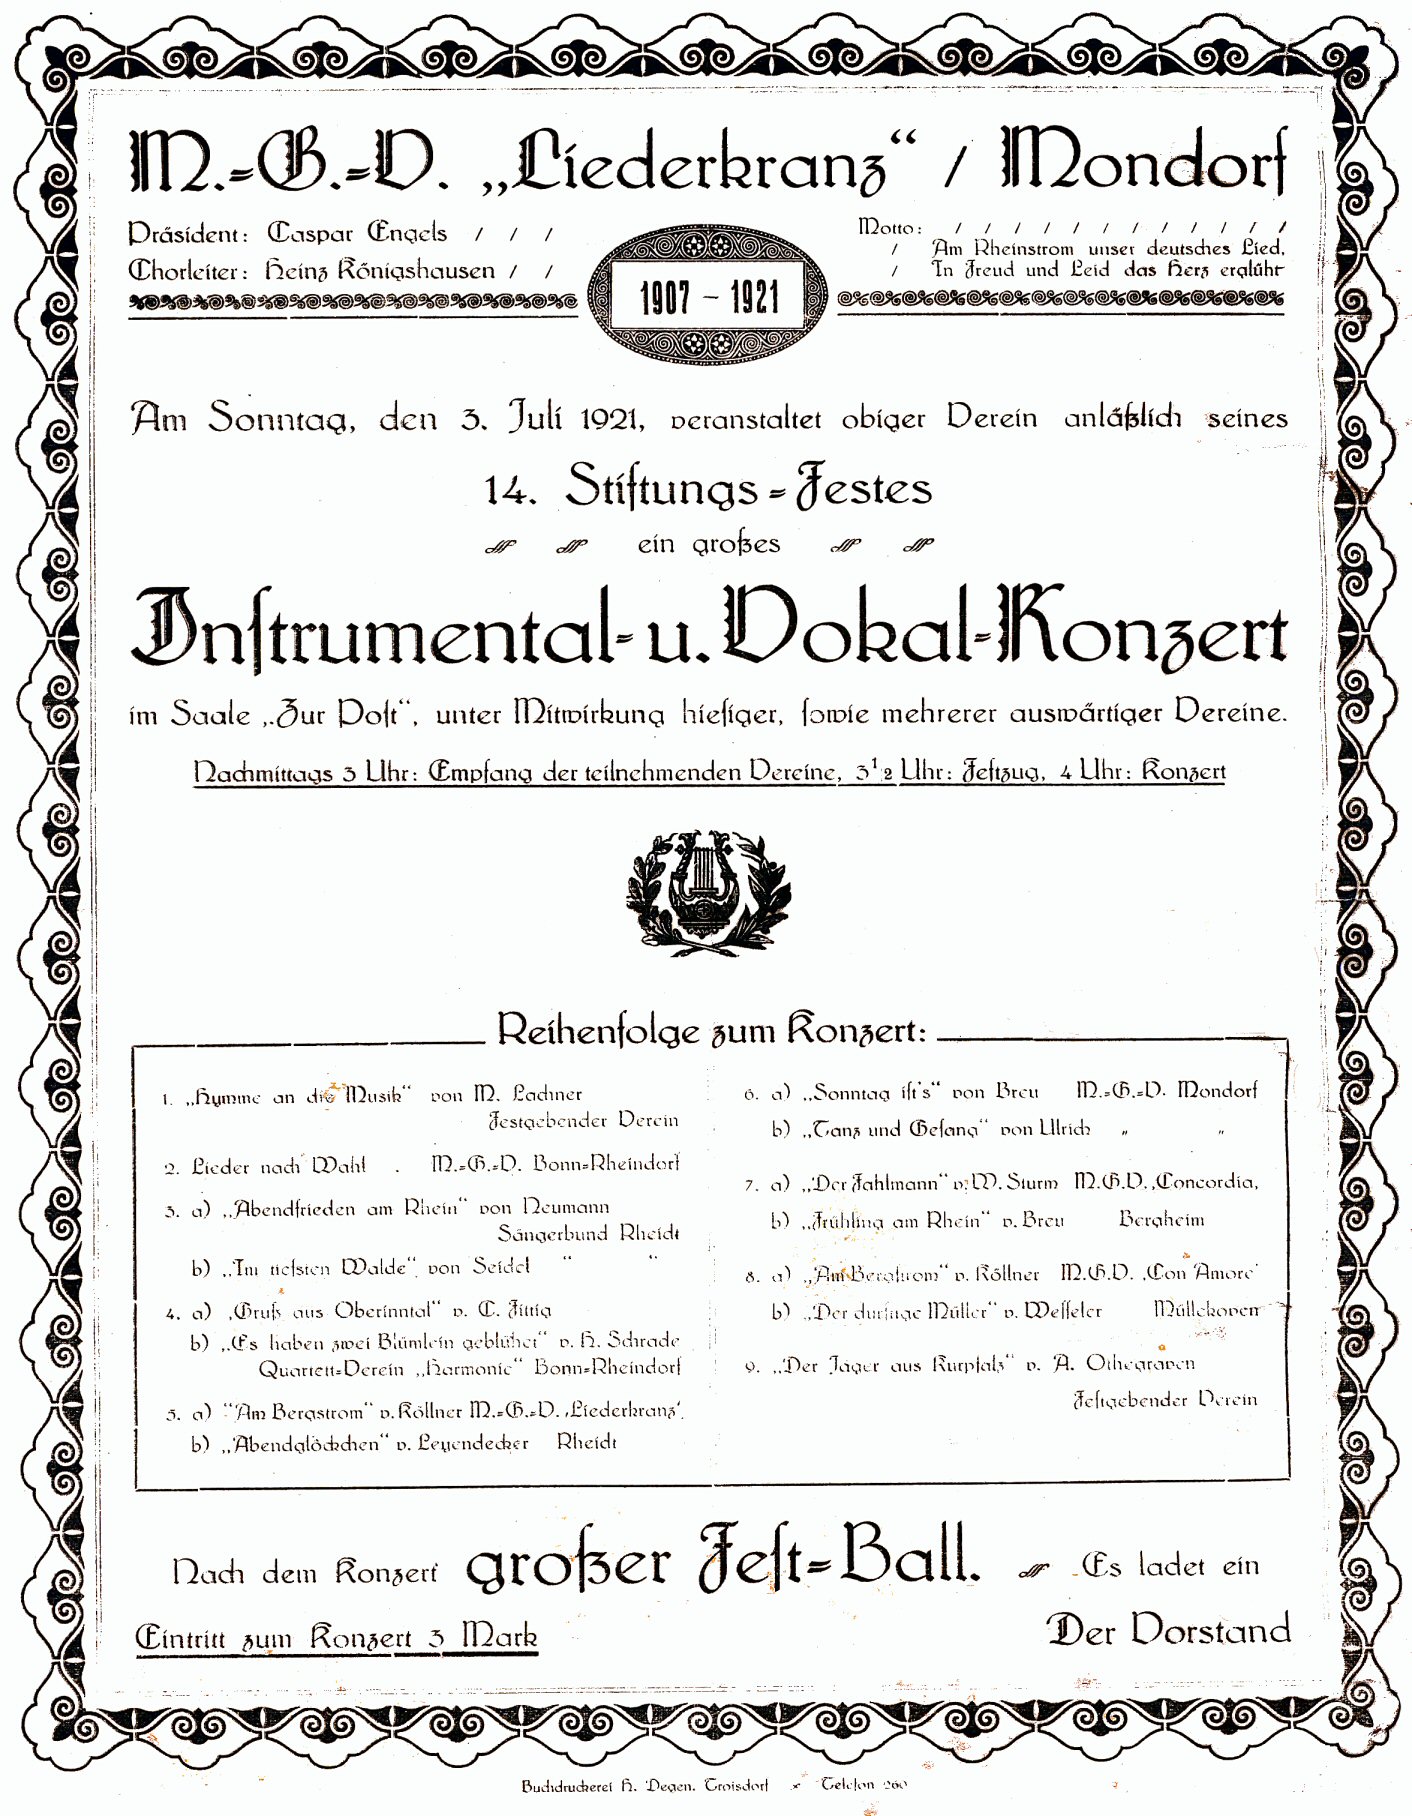 M.=G.=V. „Liederkranz“ / Mondorf
Präsident: Caspar Engels / / /
Chorleiter: Heinz Königshausen / /
1907 – 1921
Motto: / / / / / / / / / / / /
/ Am Rheinstrom unser deutsches Lied,
/ In Freud und Leid das Herz erglüht
Am Sonntag, den 3. Juli 1921, veranstaltet obiger Verein anläßlich seines
14. Stiftungs=Festes
ein großes
Instrumental- u. Vokal-Konzert
im Saale „Zur Post“, unter Mitwirkung hiesiger, sowie mehrerer auswärtiger Vereine.
Nachmittags 3 Uhr: Empfang der teilnehmenden Vereine, 3 1/2 Uhr: Festzug, 4 Uhr: Konzert
Reihenfolge zum Konzert:
1. „Hymme an die Musik“ von M. Lachner
Festgebender Verein
2. Lieder nach Wahl . M.=G.=V. Bonn=Rheindorf
3. a) „Abendfrieden am Rhein“ von Neumann
Sängerbund Rheidt
b) „Im tiefsten Walde“ von Seidel " "
4. a) „Gruß aus Oberinntal“ v. C. Fittig
b) „Es haben zwei Blümlein geblühet“ v. H. Schrade
Quartett=Verein „Harmonie“ Bonn=Rheindorf
5. a) "Am Bergstrom“ v. Köllner M.=G.=V. ‚Liederkranz‘,
b) „Abendglöckchen“ v. Leyendecker Rheidt
6. a) „Sonntag ist's“ von Breu M.=G.=V. Mondorf
b) „Tanz und Gesang“ von Ulrich „ „
7. a) „Der Fahlmann“ v. W. Sturm M.G.V. ‚Concordia,
b) „Frühling am Rhein“ v. Breu Bergheim
8. a) „Am Bergstrom“ v. Köllner M.G.V. ‚Con Amore‘
b) „Der durstige Müller“ v. Wesseler Müllekoven
9. „Der Jäger aus Kurpfalz“ v. A. Othegraven
Festgebender Verein
Nach dem Konzert großer Fest=Ball. Es ladet ein
Eintritt zum Konzert 3 Mark
Der Vorstand
Buchdruckerei H. Degen, Troisdorf × Telefon 260